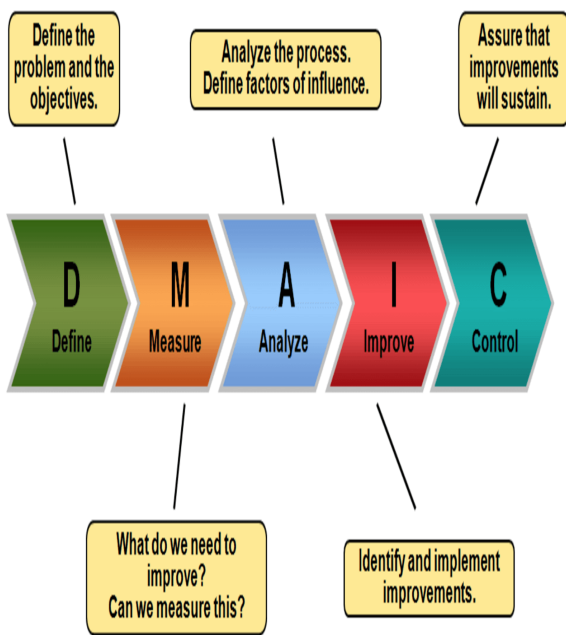 Define the
problem and the
objectives.
Analyze the process.
Define factors of influence.
Assure that
improvements
will sustain.
D
Define
M
Measure
A
Analyze
I
Improve
C
Control
What do we need to
improve?
Can we measure this?
Identify and implement
improvements.